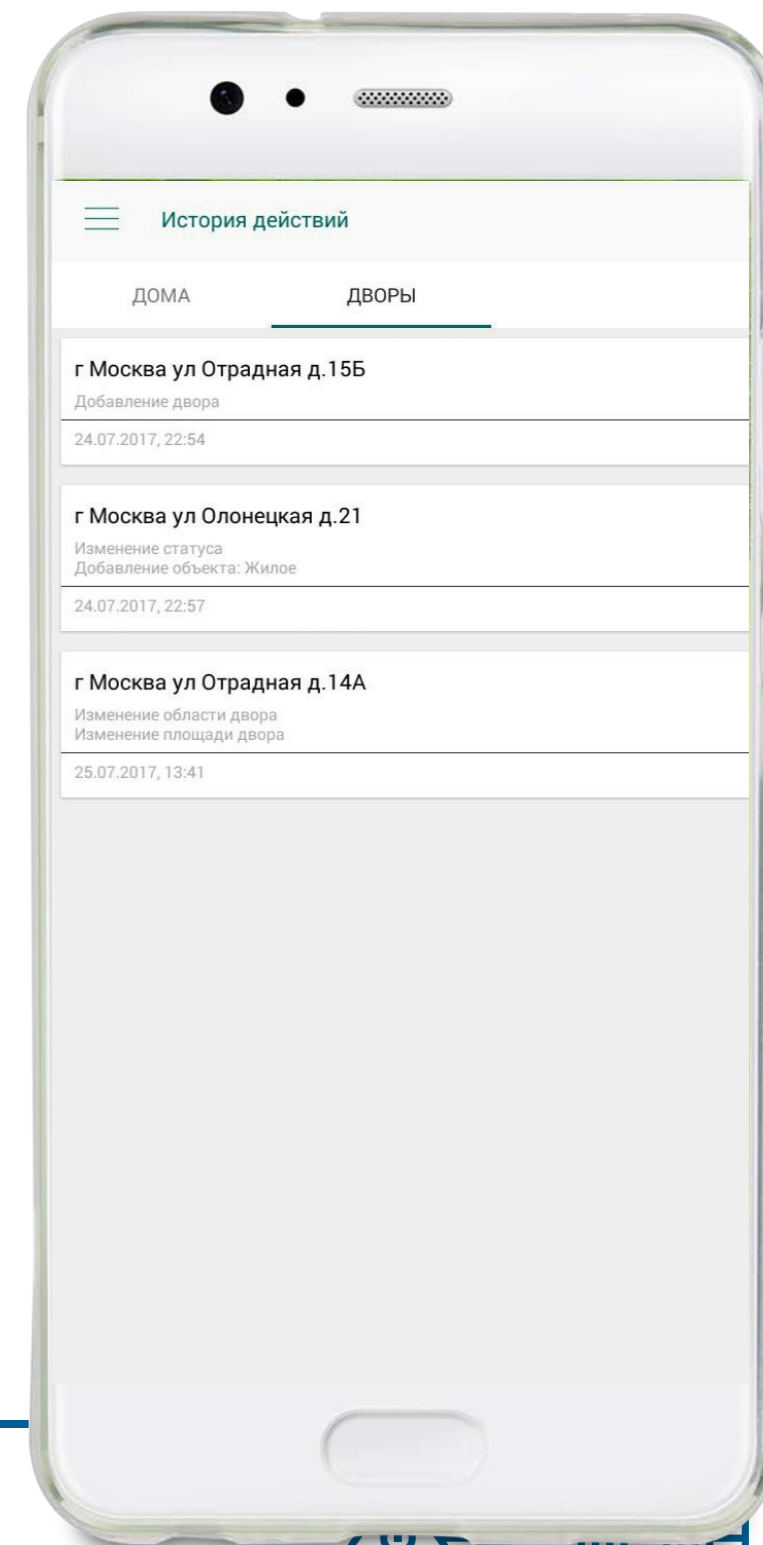 История действий
ДОМА ДВОРЫ
г Москва ул Отрадная д.15Б
Добавление двора
24.07.2017, 22:54
г Москва ул Олонецкая д.21
Изменение статуса
Добавление объекта: Жилое
24.07.2017, 22:57
г Москва ул Отрадная д.14А
Изменение области двора
Изменение площади двора
25.07.2017, 13:41